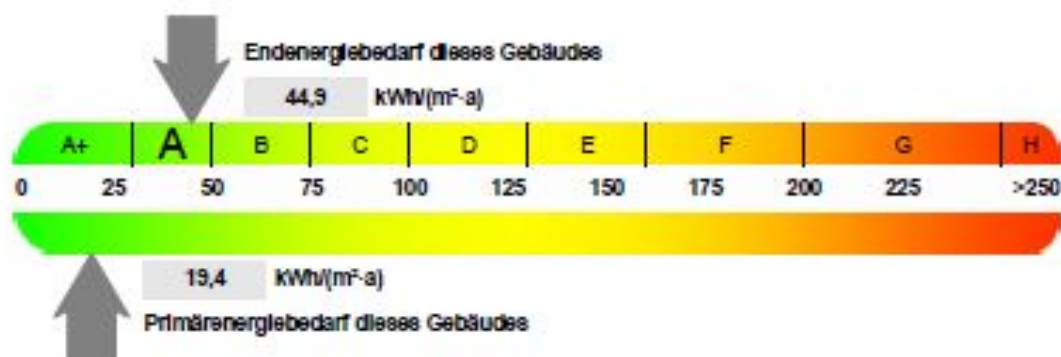 Endenergiebedarf dieses Gebäudes
44,9 kWh/(m²·a)
A+ A B C D E F G H
0 25 50 75 100 125 150 175 200 225 >250
19,4 kWh/(m²·a)
Primärenergiebedarf dieses Gebäudes